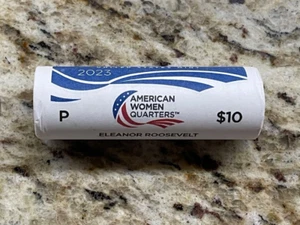 2023
P
AMERICAN
WOMEN
QUARTERS™
$10
ELEANOR ROOSEVELT